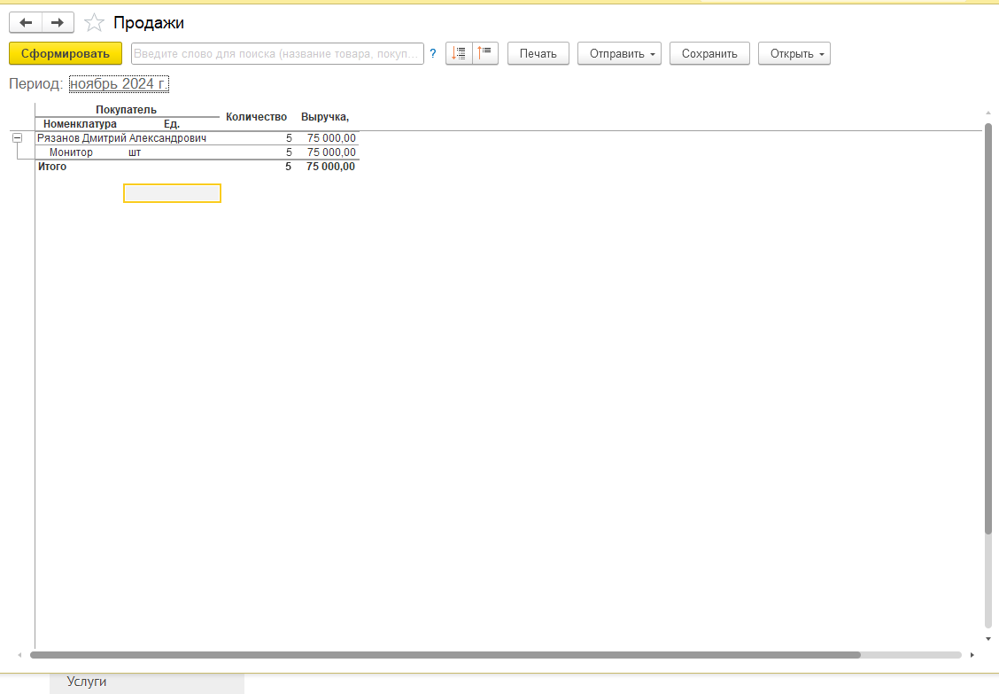 Продажи
Сформировать Введите слово для поиска (название товара, покуп... ? Печать Отправить Сохранить Открыть
Период: ноябрь 2024 г.
Покупатель Количество Выручка,
Номенклатура Ед.
Рязанов Дмитрий Александрович 5 75 000,00
Монитор шт 5 75 000,00
Итого 5 75 000,00
Услуги